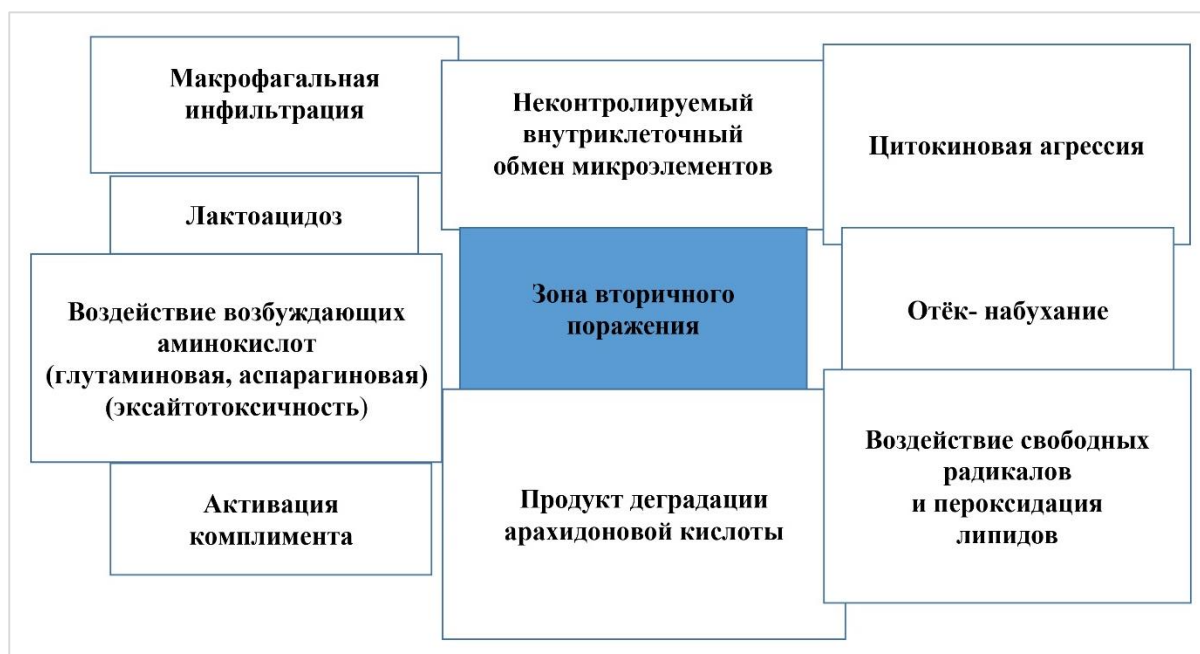 Макрофагальная
инфильтрация
Неконтролируемый
внутриклеточный
обмен микроэлементов
Цитокиновая агрессия
Лактоацидоз
Зона вторичного
поражения
Отёк- набухание
Воздействие возбуждающих
аминокислот
(глутаминовая, аспарагиновая)
(эксайтотоксичность)
Воздействие свободных
радикалов
и пероксидация
липидов
Активация
комплимента
Продукт деградации
арахидоновой кислоты